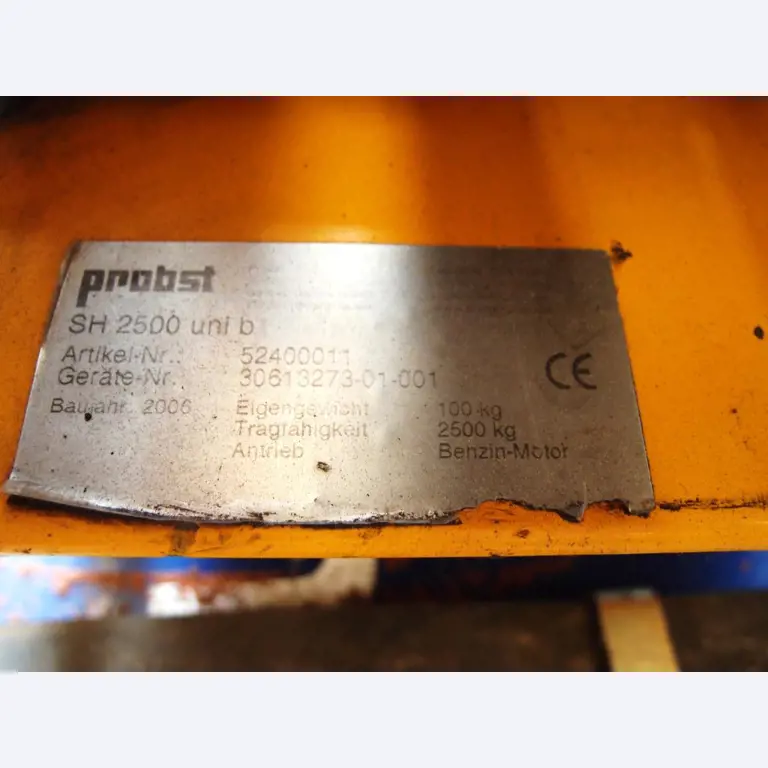 probst
SH 2500 uni b
Artikel-Nr.: 52400011
Geräte-Nr. 30613273-01-001
CE
Baujahr 2006 Eigengewicht 100 kg
Tragfähigkeit 2500 kg
Antrieb Benzin-Motor